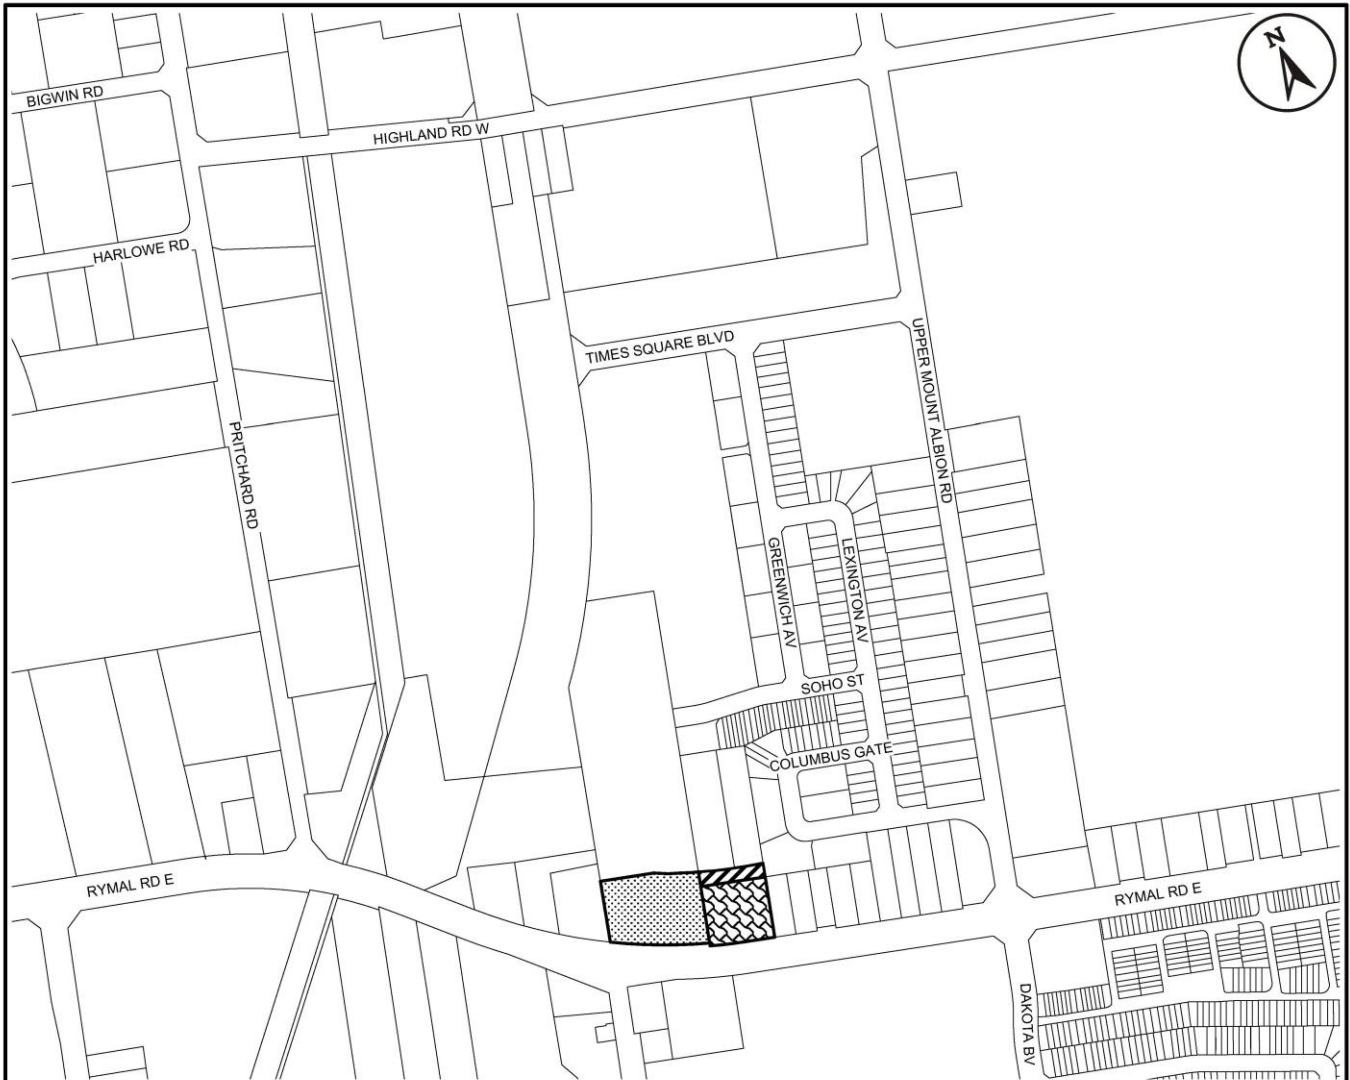 N
BIGWIN RD
HIGHLAND RD W
HARLOWE RD
TIMES SQUARE BLVD
UPPER MOUNT ALBION RD
PRITCHARD RD
GREENWICH AV
LEXINGTON AV
SOHO ST
COLUMBUS GATE
RYMAL RD E
RYMAL RD E
DAKOTA BV